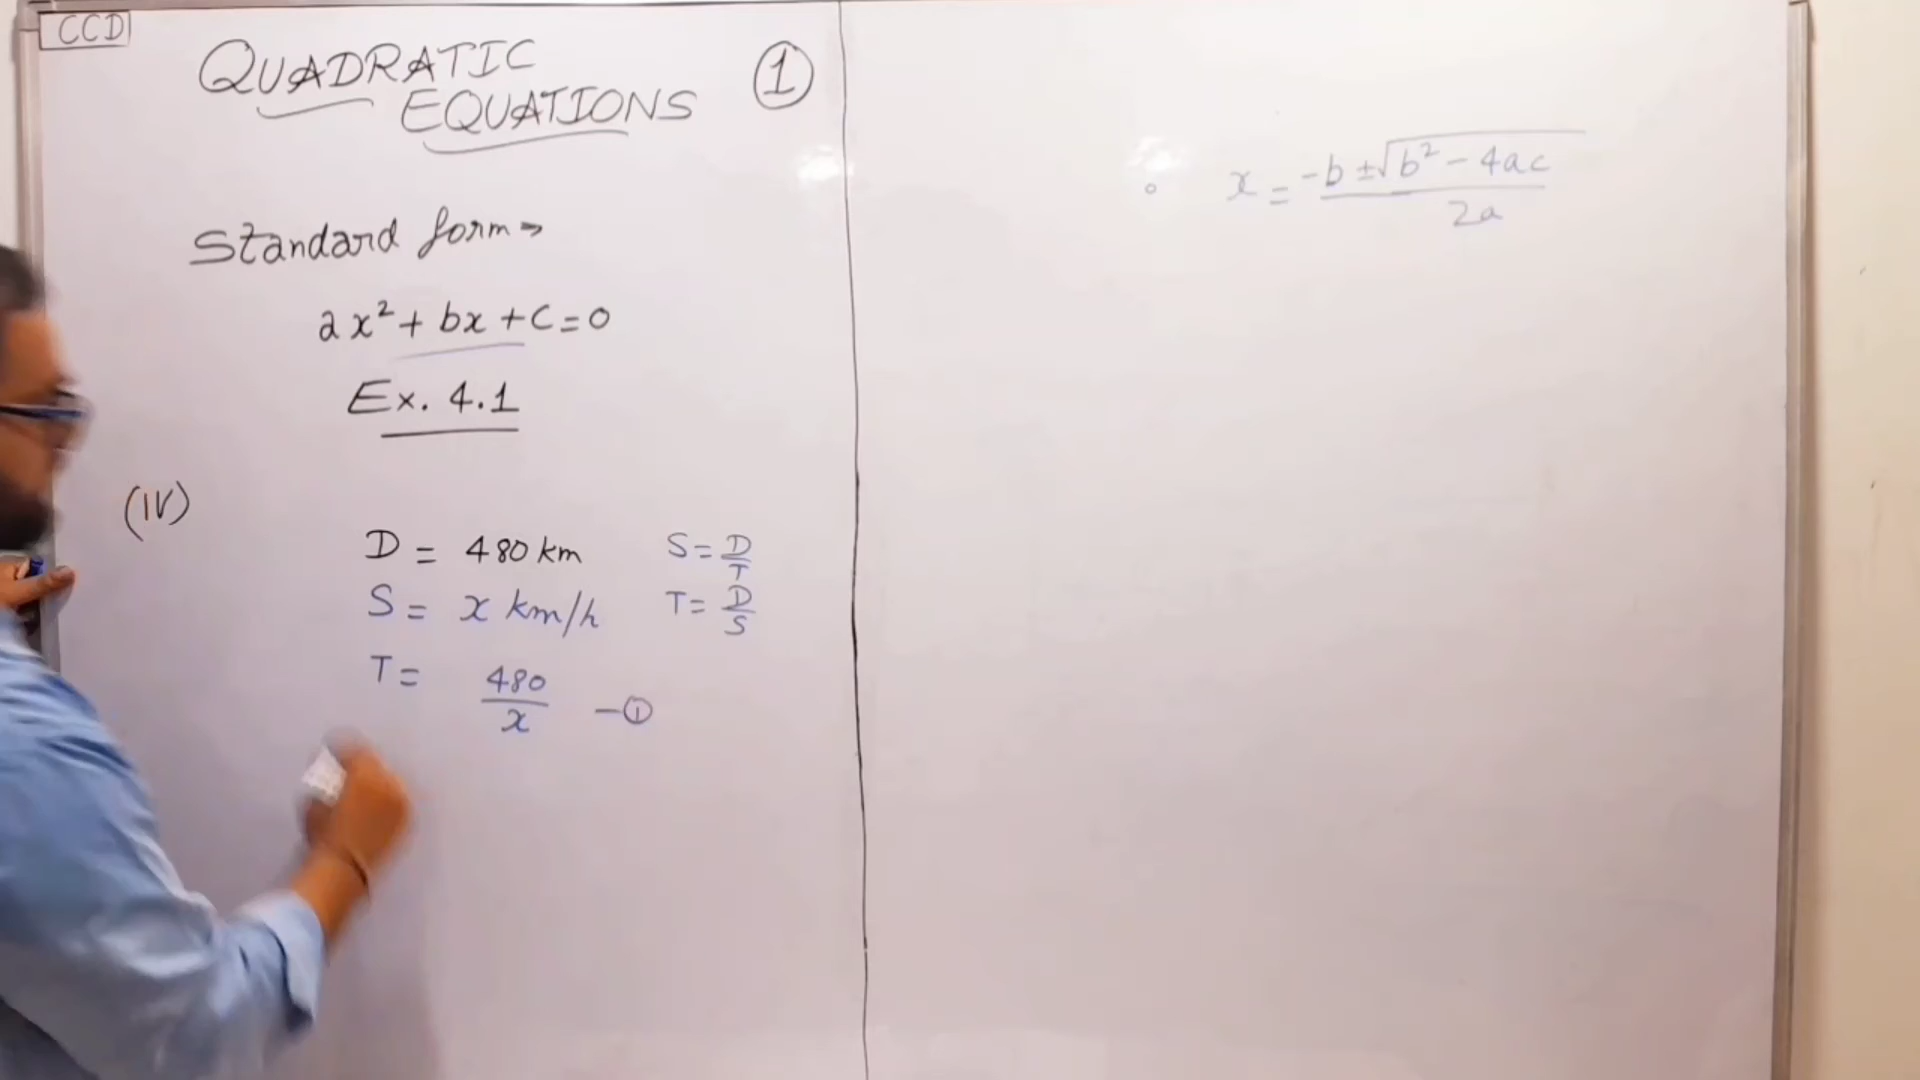 CCD
QUADRATIC
EQUATIONS
①
Standard form→
ax² + bx + c = 0
Ex. 4.1
(IV)
D = 480 km
S = D/T
S = x km/h
T = D/S
T = 480/x —①
x = -b ±√b² - 4ac / 2a